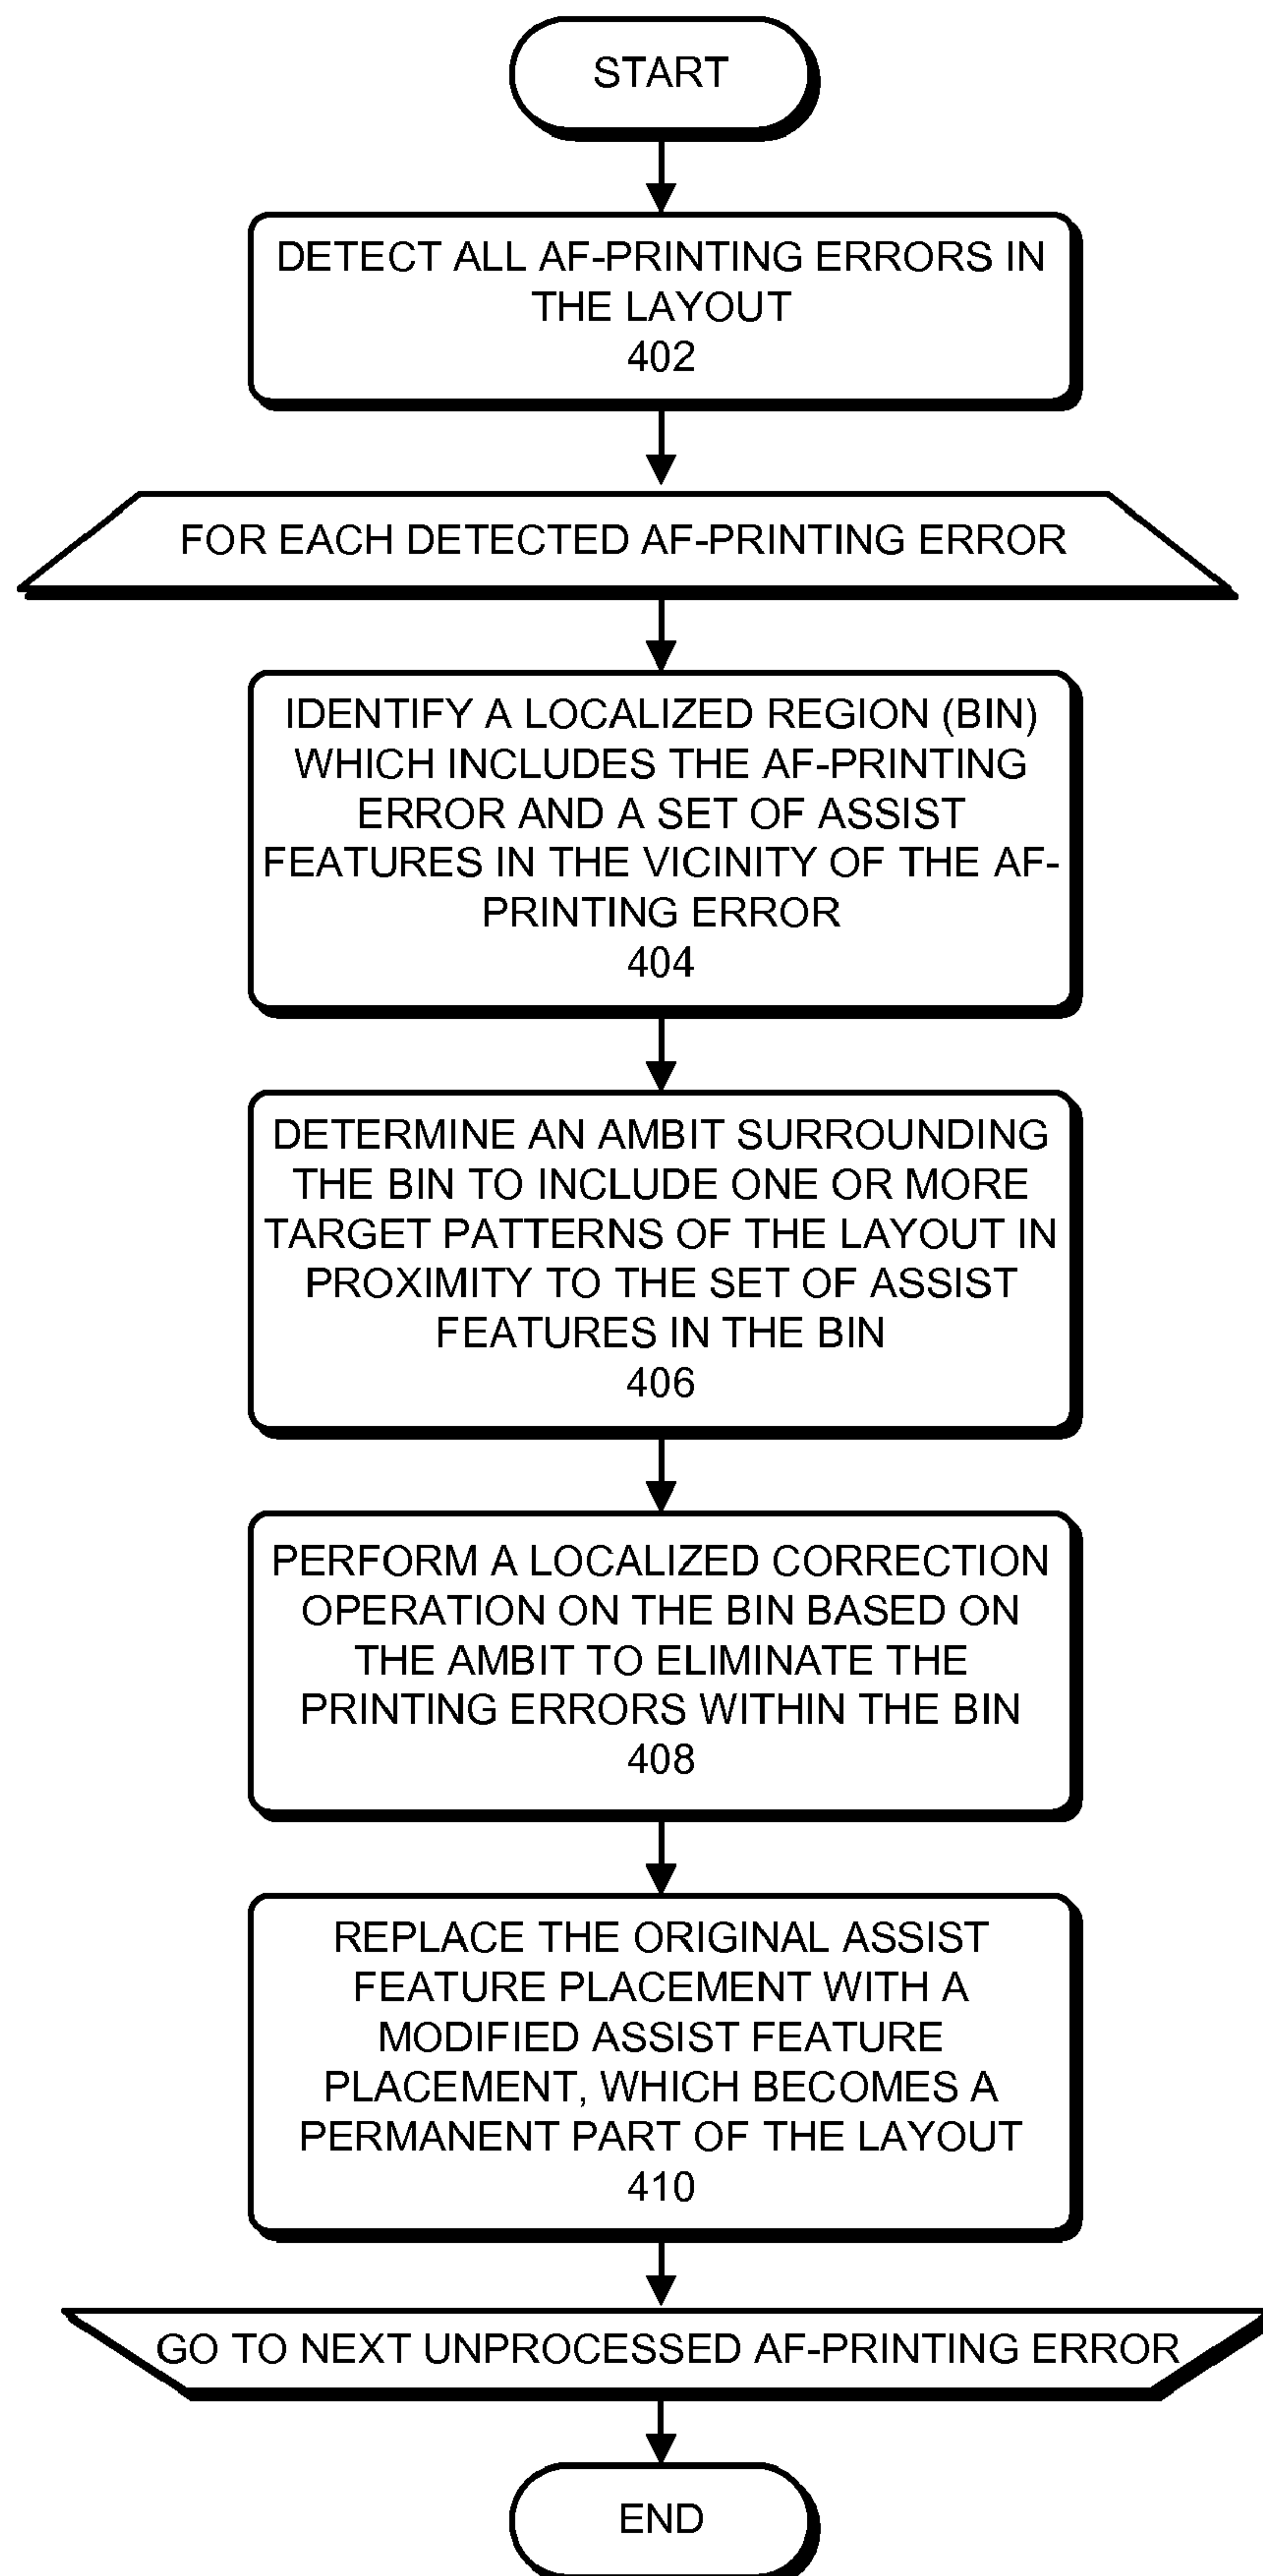 START
DETECT ALL AF-PRINTING ERRORS IN
THE LAYOUT
402
FOR EACH DETECTED AF-PRINTING ERROR
IDENTIFY A LOCALIZED REGION (BIN)
WHICH INCLUDES THE AF-PRINTING
ERROR AND A SET OF ASSIST
FEATURES IN THE VICINITY OF THE AF-
PRINTING ERROR
404
DETERMINE AN AMBIT SURROUNDING
THE BIN TO INCLUDE ONE OR MORE
TARGET PATTERNS OF THE LAYOUT IN
PROXIMITY TO THE SET OF ASSIST
FEATURES IN THE BIN
406
PERFORM A LOCALIZED CORRECTION
OPERATION ON THE BIN BASED ON
THE AMBIT TO ELIMINATE THE
PRINTING ERRORS WITHIN THE BIN
408
REPLACE THE ORIGINAL ASSIST
FEATURE PLACEMENT WITH A
MODIFIED ASSIST FEATURE
PLACEMENT, WHICH BECOMES A
PERMANENT PART OF THE LAYOUT
410
GO TO NEXT UNPROCESSED AF-PRINTING ERROR
END